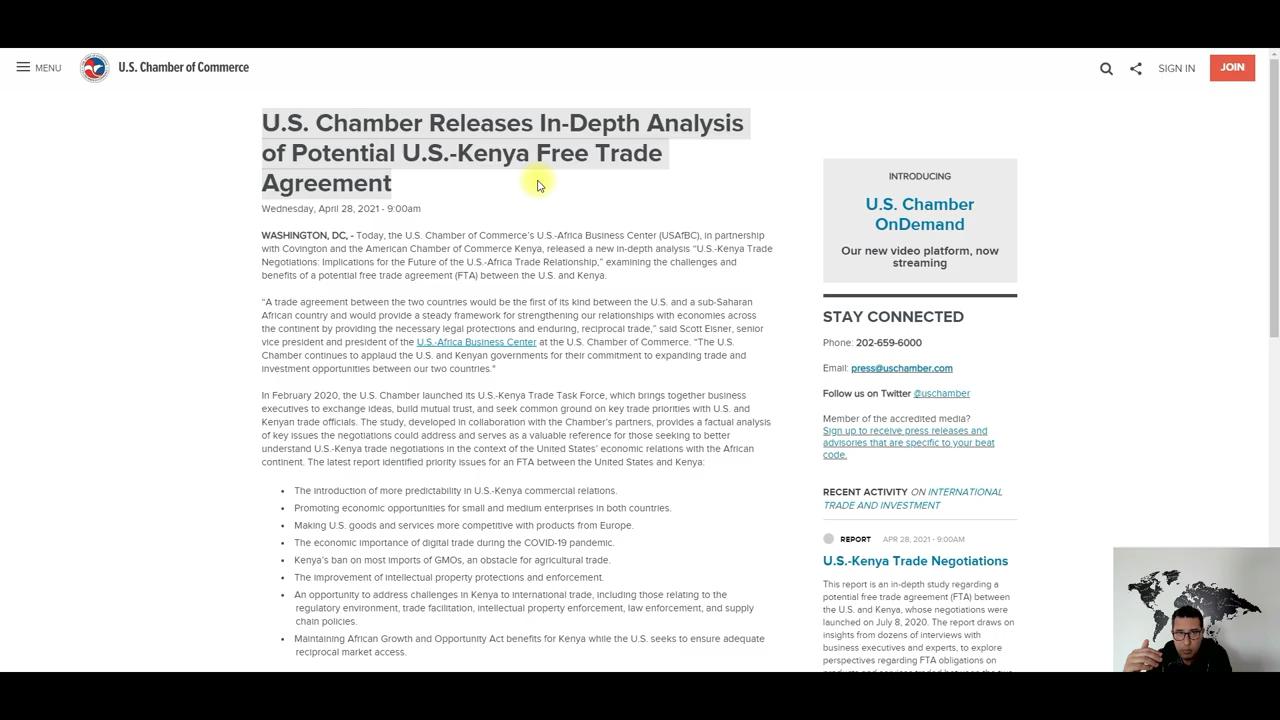 MENU
U.S. Chamber of Commerce
SIGN IN
JOIN
U.S. Chamber Releases In-Depth Analysis
of Potential U.S.-Kenya Free Trade
Agreement
Wednesday, April 28, 2021 - 9:00am
WASHINGTON, DC, - Today, the U.S. Chamber of Commerce's U.S.-Africa Business Center (USAfBC), in partnership
with Covington and the American Chamber of Commerce Kenya, released a new in-depth analysis “U.S.-Kenya Trade
Negotiations: Implications for the Future of the U.S.-Africa Trade Relationship,” examining the challenges and
benefits of a potential free trade agreement (FTA) between the U.S. and Kenya.
“A trade agreement between the two countries would be the first of its kind between the U.S. and a sub-Saharan
African country and would provide a steady framework for strengthening our relationships with economies across
the continent by providing the necessary legal protections and enduring, reciprocal trade,” said Scott Eisner, senior
vice president and president of the U.S.-Africa Business Center at the U.S. Chamber of Commerce. “The U.S.
Chamber continues to applaud the U.S. and Kenyan governments for their commitment to expanding trade and
investment opportunities between our two countries."
In February 2020, the U.S. Chamber launched its U.S.-Kenya Trade Task Force, which brings together business
executives to exchange ideas, build mutual trust, and seek common ground on key trade priorities with U.S. and
Kenyan trade officials. The study, developed in collaboration with the Chamber's partners, provides a factual analysis
of key issues the negotiations could address and serves as a valuable reference for those seeking to better
understand U.S.-Kenya trade negotiations in the context of the United States' economic relations with the African
continent. The latest report identified priority issues for an FTA between the United States and Kenya:
• The introduction of more predictability in U.S.-Kenya commercial relations.
• Promoting economic opportunities for small and medium enterprises in both countries.
• Making U.S. goods and services more competitive with products from Europe.
• The economic importance of digital trade during the COVID-19 pandemic.
• Kenya's ban on most imports of GMOs, an obstacle for agricultural trade.
• The improvement of intellectual property protections and enforcement.
• An opportunity to address challenges in Kenya to international trade, including those relating to the
regulatory environment, trade facilitation, intellectual property enforcement, law enforcement, and supply
chain policies.
• Maintaining African Growth and Opportunity Act benefits for Kenya while the U.S. seeks to ensure adequate
reciprocal market access.
INTRODUCING
U.S. Chamber
OnDemand
Our new video platform, now
streaming
STAY CONNECTED
Phone: 202-659-6000
Email: press@uschamber.com
Follow us on Twitter @uschamber
Member of the accredited media?
Sign up to receive press releases and
advisories that are specific to your beat
code.
RECENT ACTIVITY ON INTERNATIONAL
TRADE AND INVESTMENT
REPORT APR 28, 2021 - 9:00AM
U.S.-Kenya Trade Negotiations
This report is an in-depth study regarding a
potential free trade agreement (FTA) between
the U.S. and Kenya, whose negotiations were
launched on July 8, 2020. The report draws on
insights from dozens of interviews with
business executives and experts, to explore
perspectives regarding FTA obligations on